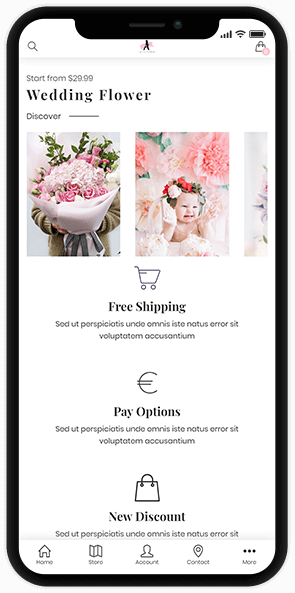 Start from $29.99
Wedding Flower
Discover
Free Shipping
Sed ut perspiciatis unde omnis iste natus error sit
voluptatem accusantium
€
Pay Options
Sed ut perspiciatis unde omnis iste natus error sit
voluptatem accusantium
New Discount
Sed ut perspiciatis unde omnis iste natus error sit
Home
Store
Account
Contact
More